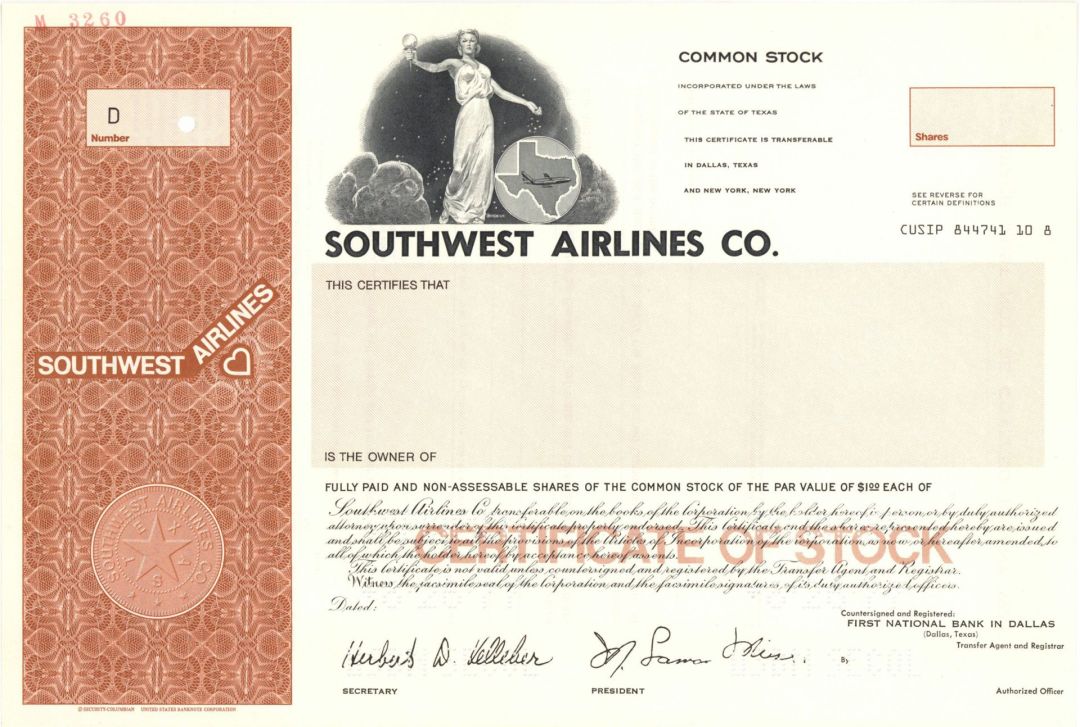 M 3260
D
Number
COMMON STOCK
INCORPORATED UNDER THE LAWS
OF THE STATE OF TEXAS
THIS CERTIFICATE IS TRANSFERABLE
IN DALLAS, TEXAS
AND NEW YORK, NEW YORK
Shares
SEE REVERSE FOR
CERTAIN DEFINITIONS
CUSIP 844741 10 8
SOUTHWEST AIRLINES CO.
THIS CERTIFIES THAT
SOUTHWEST AIRLINES
IS THE OWNER OF
FULLY PAID AND NON-ASSESSABLE SHARES OF THE COMMON STOCK OF THE PAR VALUE OF $1.00 EACH OF
Southwest Airlines Co. transferable on the books of the Corporation by the holder hereof in person or by duly authorized
attorney upon surrender of this certificate properly endorsed. This certificate and the shares represented hereby are issued
and shall be subject to all the provisions of the Articles of Incorporation of the corporation, as now or hereafter amended, to
all of which the holder hereof by acceptance hereof assents.
This certificate is not valid unless countersigned and registered by the Transfer Agent and Registrar.
Witness the facsimile seal of the Corporation and the facsimile signatures of its duly authorized officers.
CERTIFICATE OF STOCK
SOUTHWEST AIRLINES CO.
TEXAS
Dated:
Countersigned and Registered:
FIRST NATIONAL BANK IN DALLAS
(Dallas, Texas)
Transfer Agent and Registrar
Herbert D. Kelleher
M. Lamar Muse
By
SECRETARY
PRESIDENT
Authorized Officer
© SECURITY-COLUMBIAN UNITED STATES BANKNOTE CORPORATION